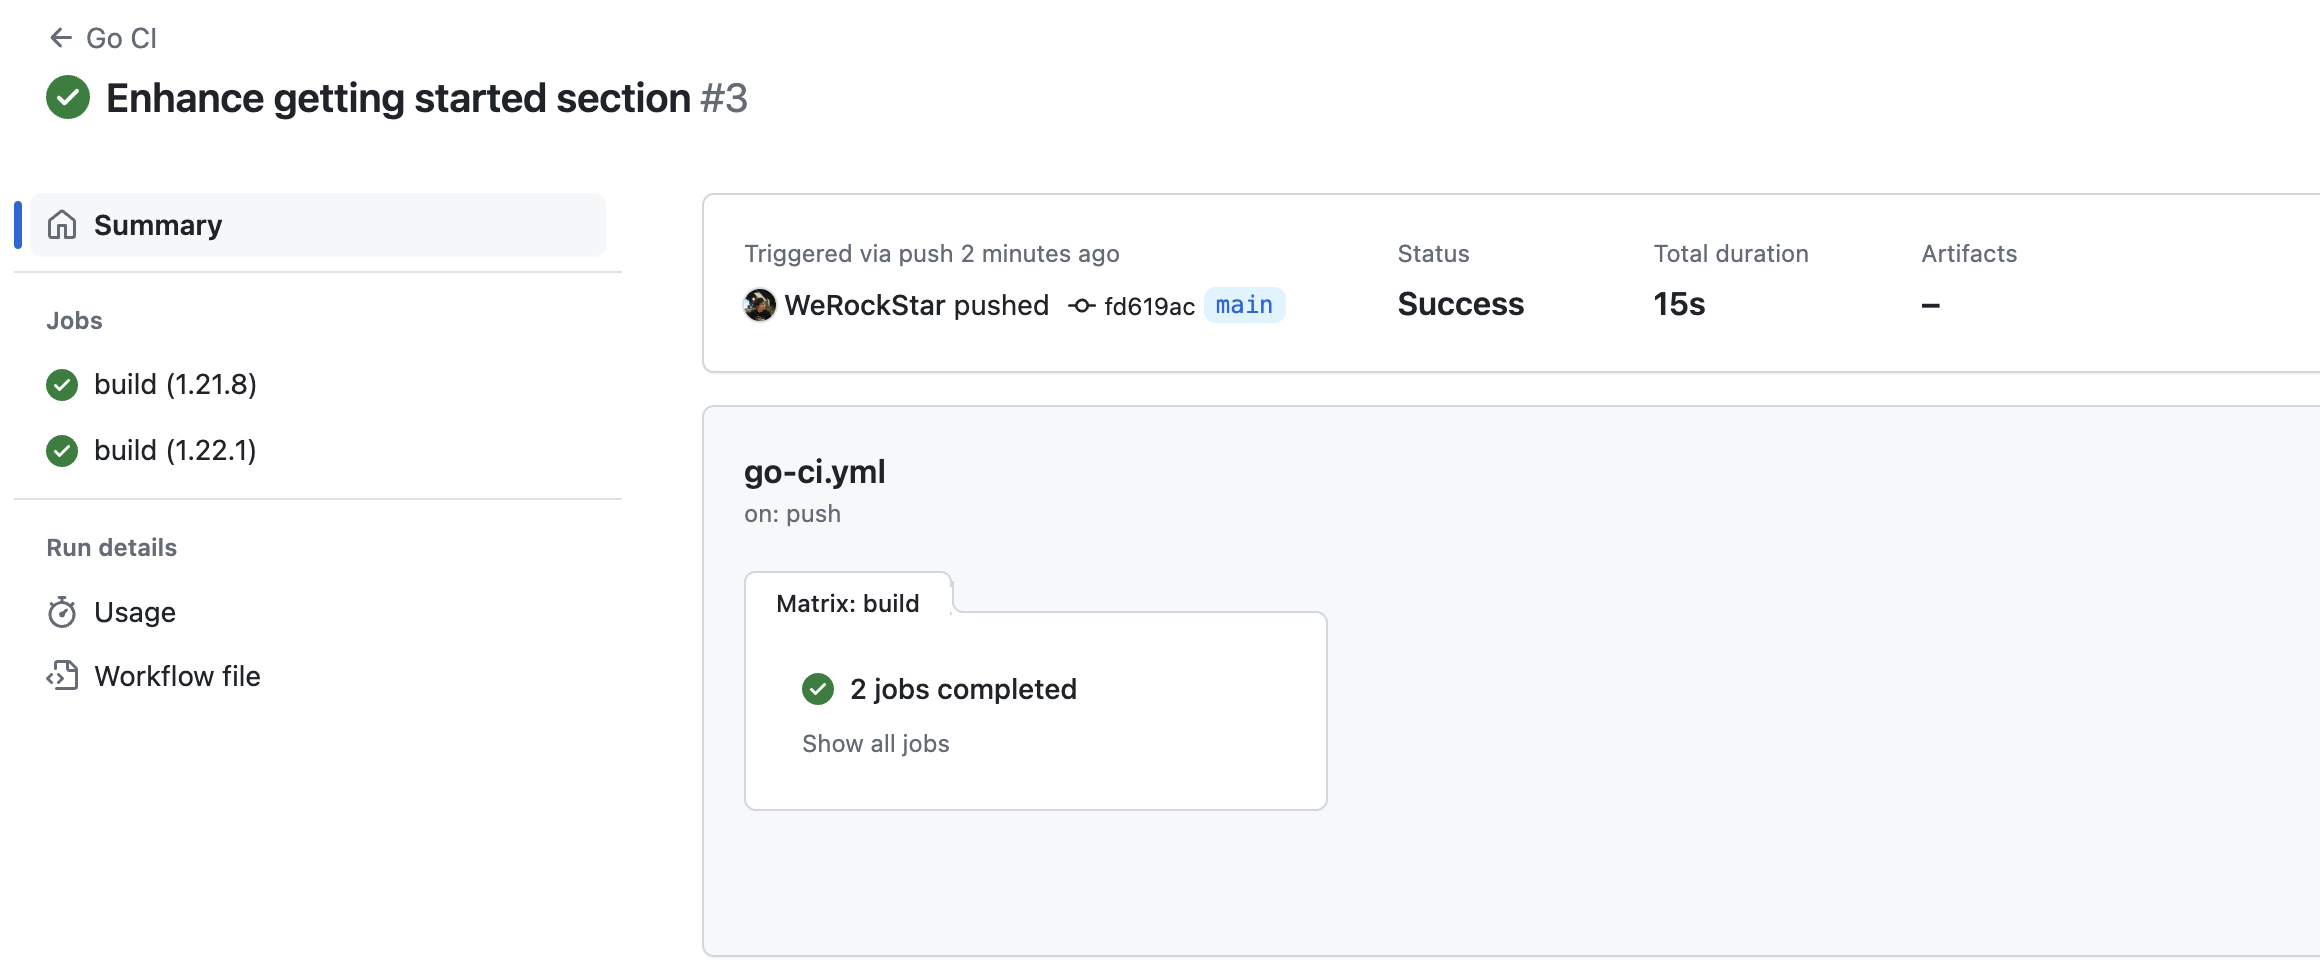 Go CI
Enhance getting started section #3
Summary
Jobs
build (1.21.8)
build (1.22.1)
Run details
Usage
Workflow file
Triggered via push 2 minutes ago
WeRockStar pushed fd619ac main
Status
Success
Total duration
15s
Artifacts
–
go-ci.yml
on: push
Matrix: build
2 jobs completed
Show all jobs